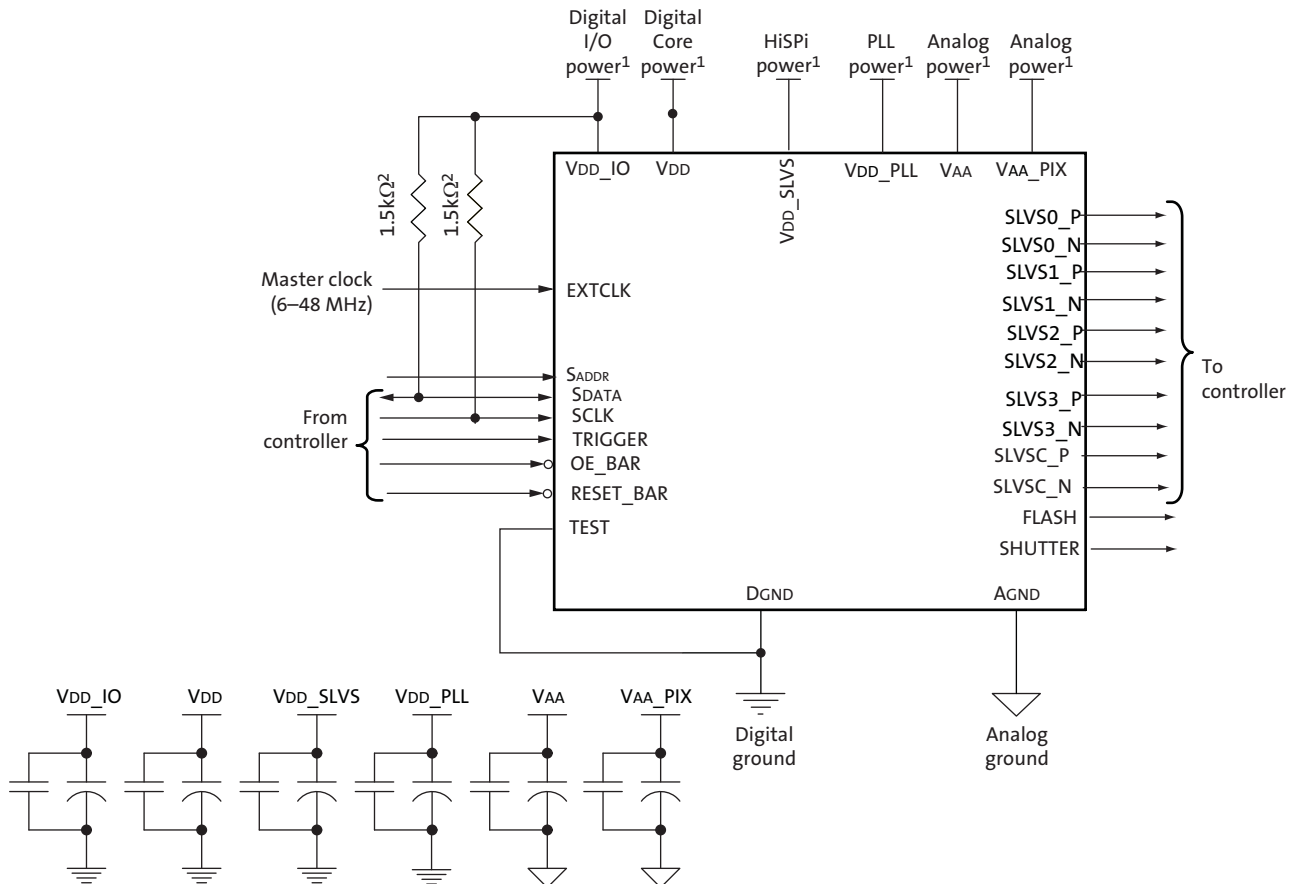 Digital
I/O
power1
Digital
Core
power1
HiSPi
power1
PLL
power1
Analog
power1
Analog
power1
VDD_IO
VDD
VDD_SLVS
VDD_PLL
VAA
VAA_PIX
1.5kΩ2
1.5kΩ2
Master clock
(6–48 MHz)
EXTCLK
From
controller
SADDR
SDATA
SCLK
TRIGGER
OE_BAR
RESET_BAR
TEST
SLVS0_P
SLVS0_N
SLVS1_P
SLVS1_N
SLVS2_P
SLVS2_N
SLVS3_P
SLVS3_N
SLVSC_P
SLVSC_N
FLASH
SHUTTER
To
controller
DGND
AGND
Digital
ground
Analog
ground
VDD_IO
VDD
VDD_SLVS
VDD_PLL
VAA
VAA_PIX